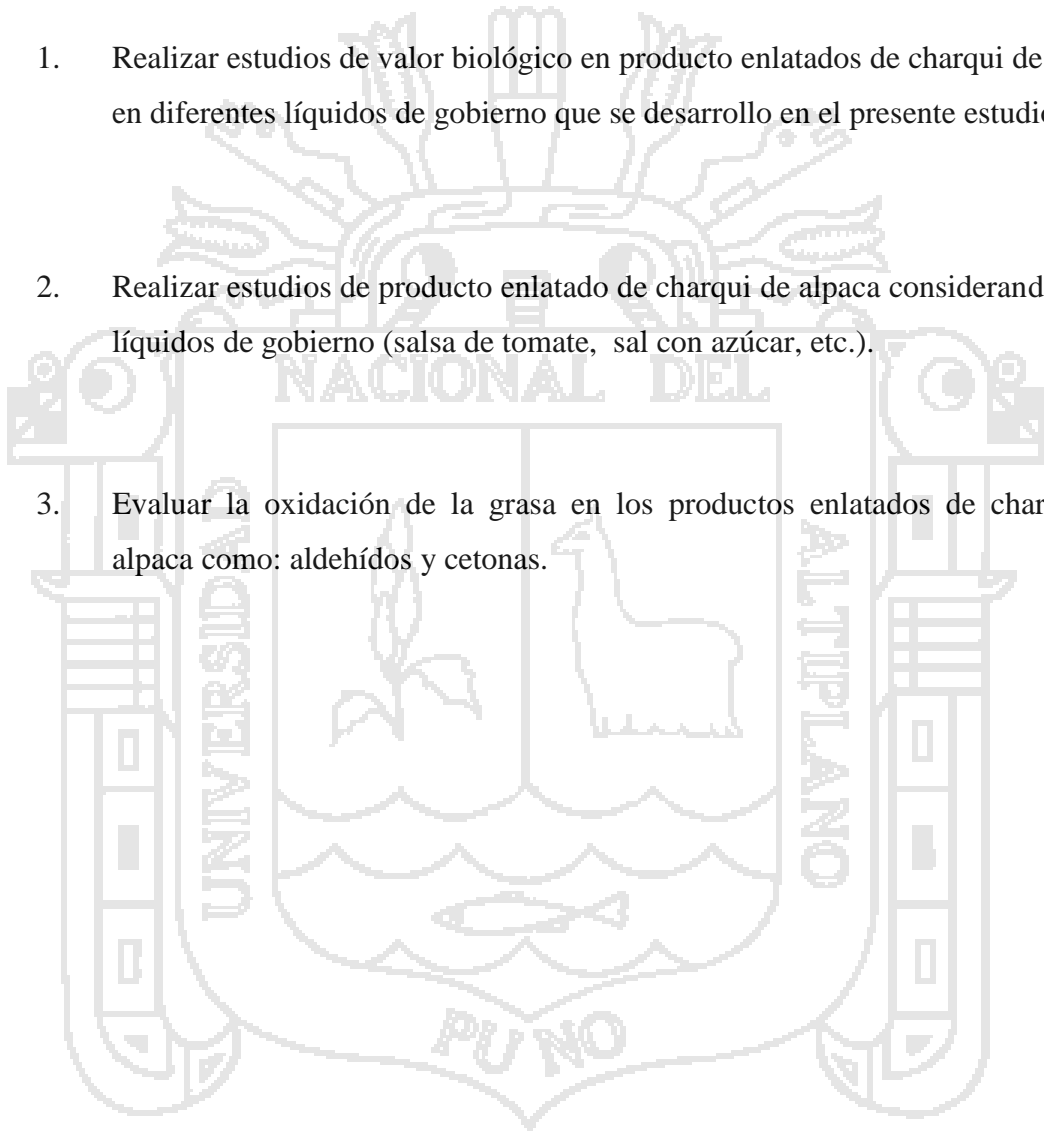 1. Realizar estudios de valor biológico en producto enlatados de charqui de
en diferentes líquidos de gobierno que se desarrollo en el presente estudio
2. Realizar estudios de producto enlatado de charqui de alpaca considerand
líquidos de gobierno (salsa de tomate, sal con azúcar, etc.).
3. Evaluar la oxidación de la grasa en los productos enlatados de char
alpaca como: aldehídos y cetonas.
NACIONAL DEL
UNIVERSIDAD
ALTIPLANO
PUNO